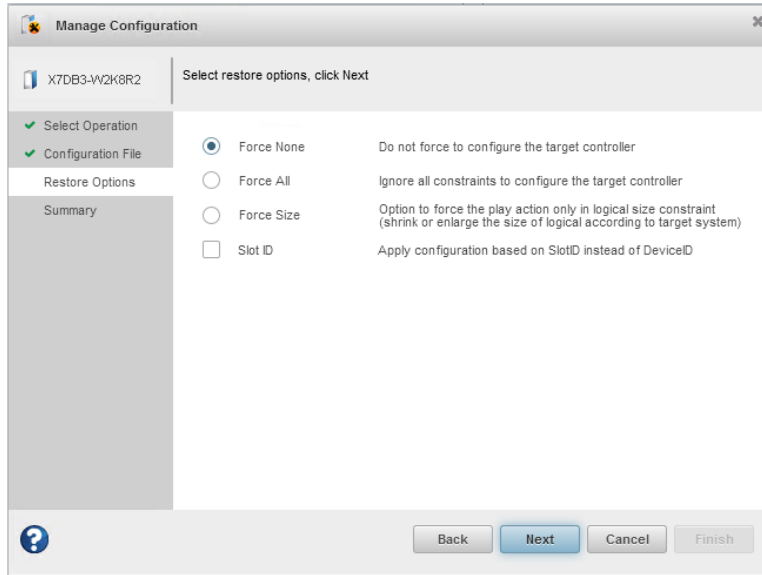 Manage Configuration
X7DB3-W2K8R2
Select restore options, click Next
Select Operation
Configuration File
Restore Options
Summary
Force None Do not force to configure the target controller
Force All Ignore all constraints to configure the target controller
Force Size Option to force the play action only in logical size constraint
(shrink or enlarge the size of logical according to target system)
Slot ID Apply configuration based on SlotID instead of DeviceID
? Back Next Cancel Finish